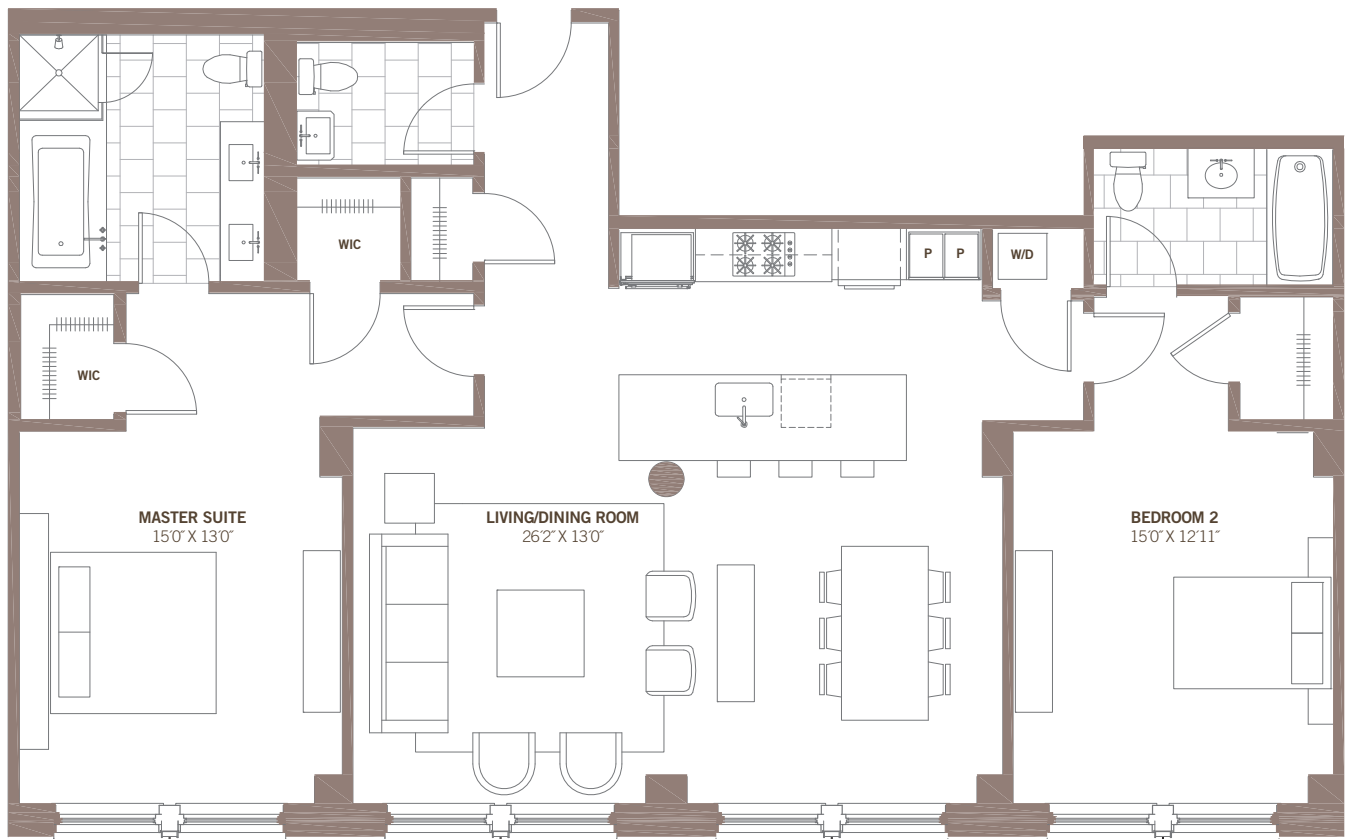 WIC
P P
W/D
WIC
MASTER SUITE
15'0" X 13'0"
LIVING/DINING ROOM
26'2" X 13'0"
BEDROOM 2
15'0" X 12'11"